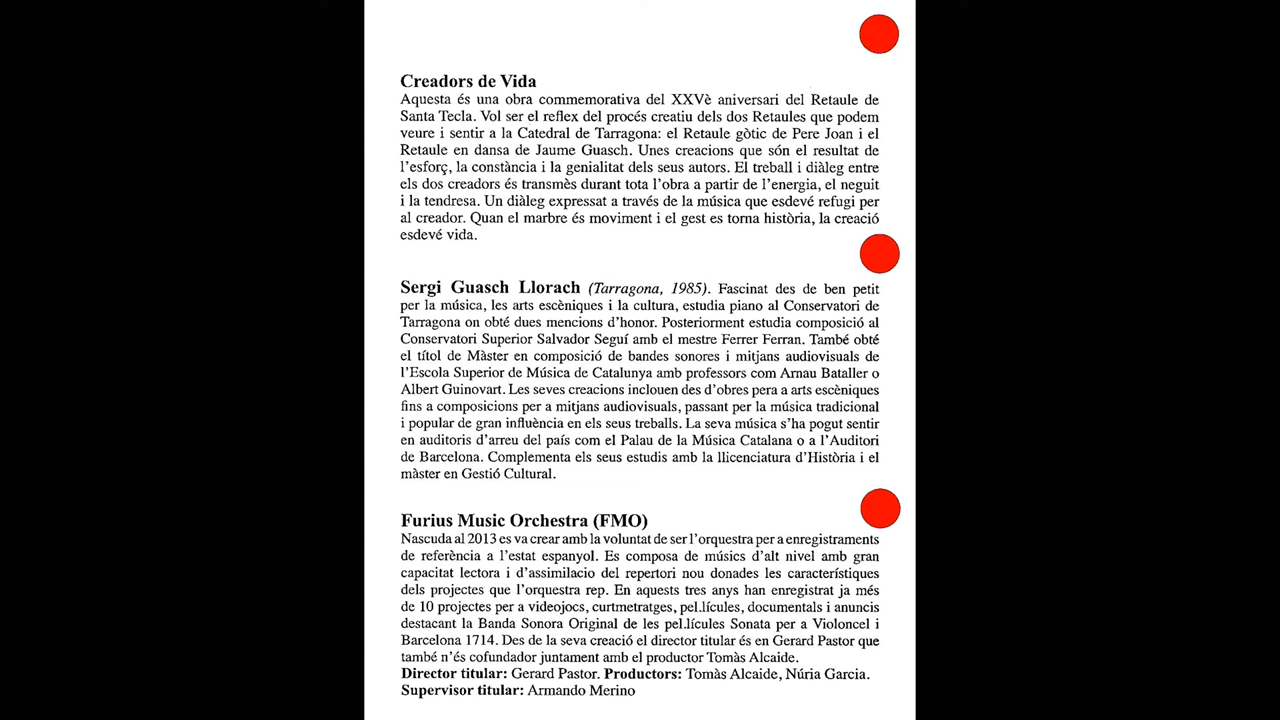 Creadors de Vida
Aquesta és una obra commemorativa del XXVè aniversari del Retaule de
Santa Tecla. Vol ser el reflex del procés creatiu dels dos Retaules que podem
veure i sentir a la Catedral de Tarragona: el Retaule gòtic de Pere Joan i el
Retaule en dansa de Jaume Guasch. Unes creacions que són el resultat de
l’esforç, la constància i la genialitat dels seus autors. El treball i diàleg entre
els dos creadors és transmès durant tota l’obra a partir de l’energia, el neguit
i la tendresa. Un diàleg expressat a través de la música que esdevé refugi per
al creador. Quan el marbre és moviment i el gest es torna història, la creació
esdevé vida.
Sergi Guasch Llorach (Tarragona, 1985). Fascinat des de ben petit
per la música, les arts escèniques i la cultura, estudia piano al Conservatori de
Tarragona on obté dues mencions d’honor. Posteriorment estudia composició al
Conservatori Superior Salvador Seguí amb el mestre Ferrer Ferran. També obté
el títol de Màster en composició de bandes sonores i mitjans audiovisuals de
l’Escola Superior de Música de Catalunya amb professors com Arnau Bataller o
Albert Guinovart. Les seves creacions inclouen des d’obres pera a arts escèniques
fins a composicions per a mitjans audiovisuals, passant per la música tradicional
i popular de gran influència en els seus treballs. La seva música s’ha pogut sentir
en auditoris d’arreu del país com el Palau de la Música Catalana o a l’Auditori
de Barcelona. Complementa els seus estudis amb la llicenciatura d’Història i el
màster en Gestió Cultural.
Furius Music Orchestra (FMO)
Nascuda al 2013 es va crear amb la voluntat de ser l’orquestra per a enregistraments
de referència a l’estat espanyol. Es composa de músics d’alt nivel amb gran
capacitat lectora i d’assimilacio del repertori nou donades les característiques
dels projectes que l’orquestra rep. En aquests tres anys han enregistrat ja més
de 10 projectes per a videojocs, curtmetratges, pel.lícules, documentals i anuncis
destacant la Banda Sonora Original de les pel.lícules Sonata per a Violoncel i
Barcelona 1714. Des de la seva creació el director titular és en Gerard Pastor que
també n’és cofundador juntament amb el productor Tomàs Alcaide.
Director titular: Gerard Pastor. Productors: Tomàs Alcaide, Núria Garcia.
Supervisor titular: Armando Merino